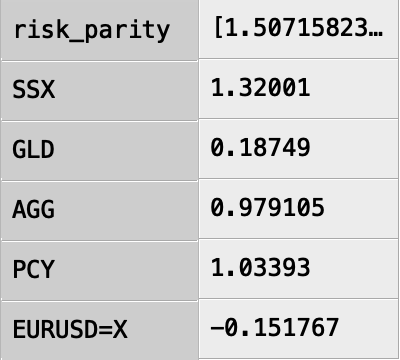 risk_parity [1.50715823…
SSX 1.32001
GLD 0.18749
AGG 0.979105
PCY 1.03393
EURUSD=X -0.151767